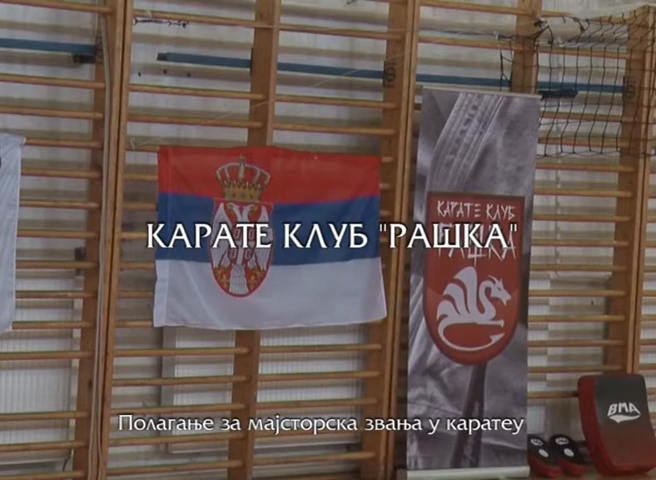 КАРАТЕ КЛУБ "РАШКА"
КАРАТЕ КЛУБ
РАШКА
Полагање за мајсторска звања у каратеу
BMA